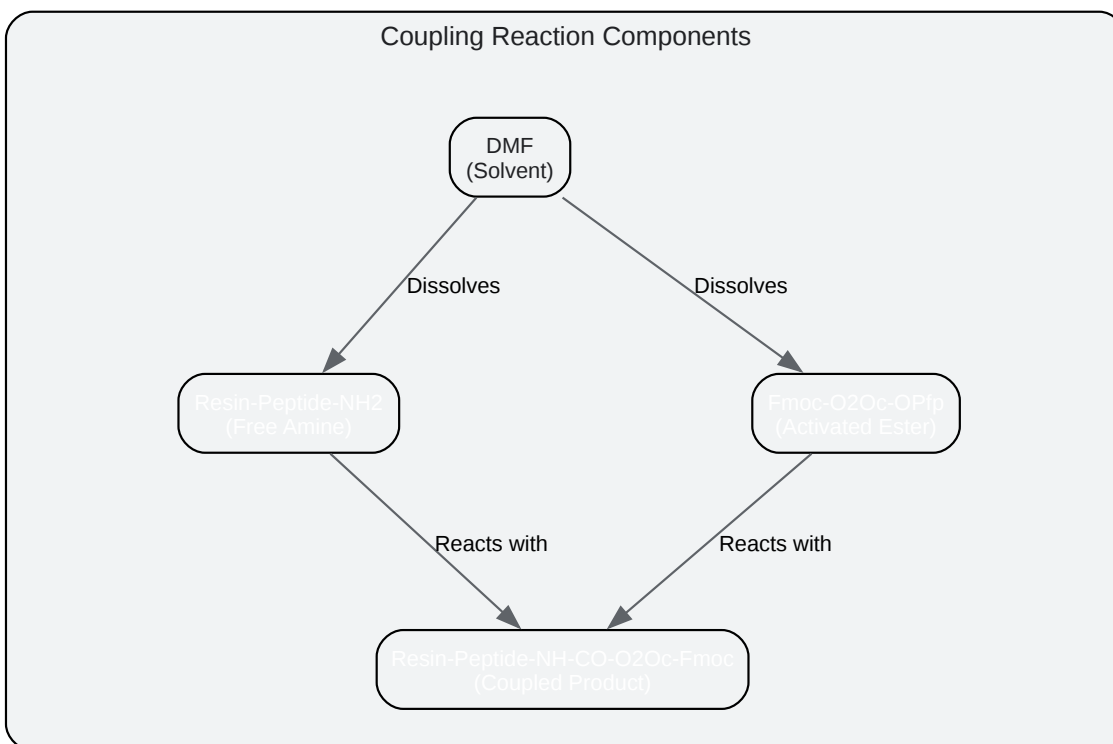 Coupling Reaction Components
DMF
(Solvent)
Dissolves
Dissolves
Resin-Peptide-NH2
(Free Amine)
Fmoc-O2Oc-OPfp
(Activated Ester)
Reacts with
Reacts with
Resin-Peptide-NH-CO-O2Oc-Fmoc
(Coupled Product)